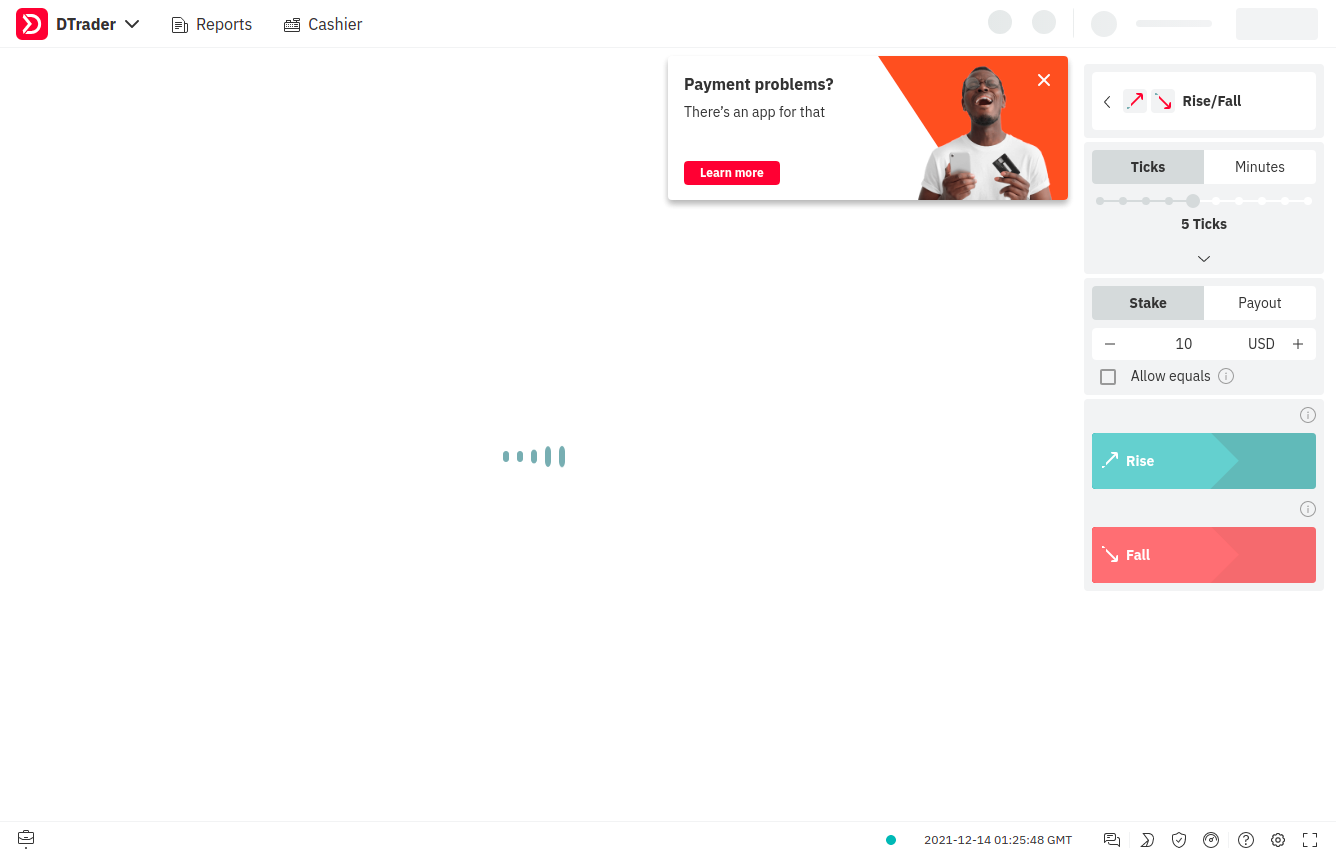 DTrader
Reports
Cashier
Payment problems?
There's an app for that
Learn more
Rise/Fall
Ticks
Minutes
5 Ticks
Stake
Payout
10
USD
Allow equals
Rise
Fall
2021-12-14 01:25:48 GMT